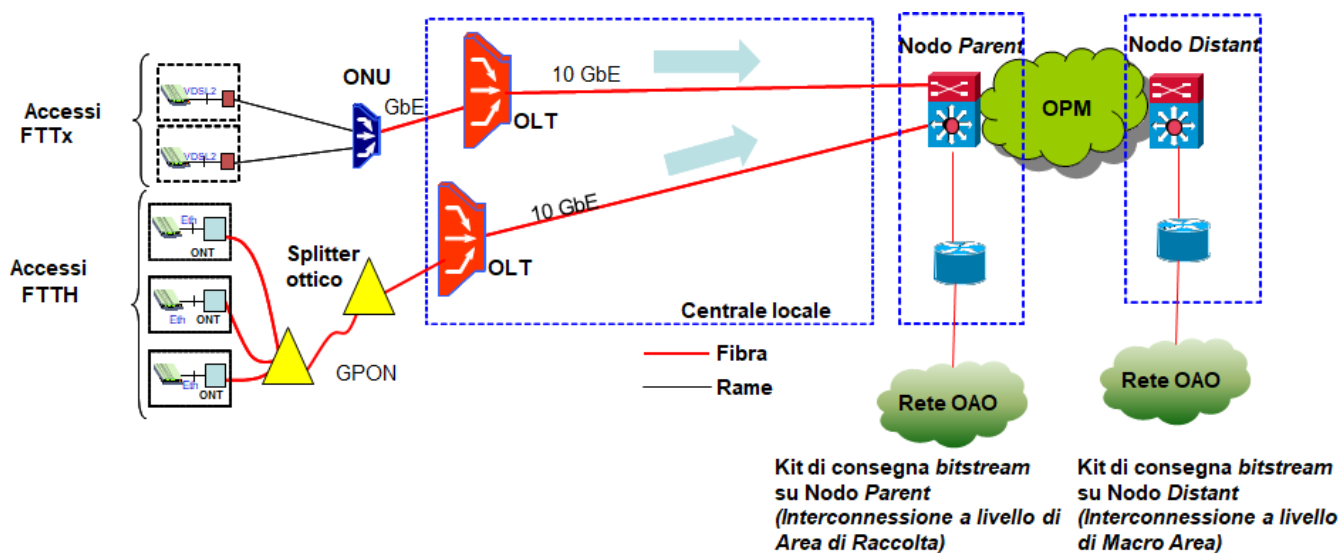 Accessi
FTTx
VDSL2
VDSL2
ONU
GbE
OLT
10 GbE
Nodo Parent
OPM
Nodo Distant
Accessi
FTTH
Eth
ONT
Eth
ONT
Eth
ONT
Splitter
ottico
GPON
OLT
10 GbE
Centrale locale
Fibra
Rame
Rete OAO
Rete OAO
Kit di consegna bitstream
su Nodo Parent
(Interconnessione a livello di
Area di Raccolta)
Kit di consegna bitstream
su Nodo Distant
(Interconnessione a livello
di Macro Area)